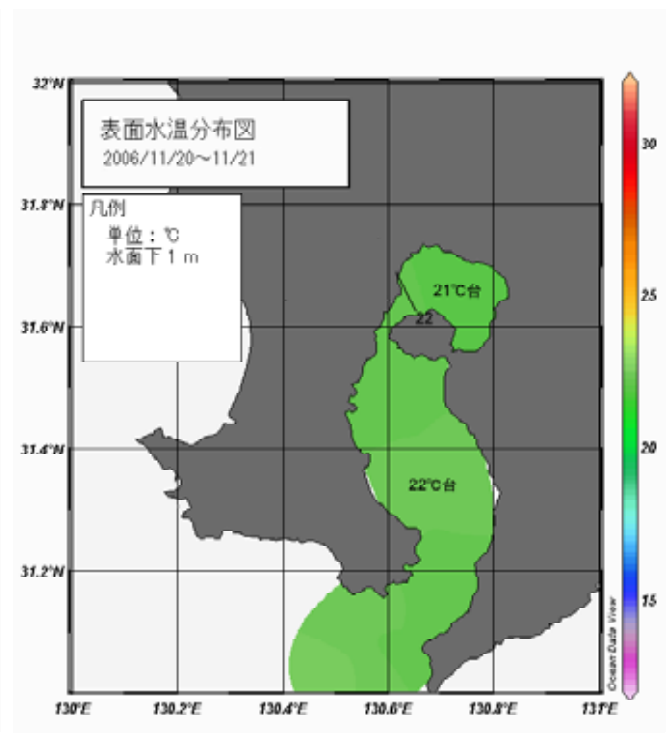 32°N
表面水温分布図
2006/11/20～11/21
31.8°N
凡例
単位：℃
水面下1m
21℃台
22
31.6°N
31.4°N
22℃台
31.2°N
130°E
130.2°E
130.4°E
130.6°E
130.8°E
131°E
30
25
20
15
Ocean Data View